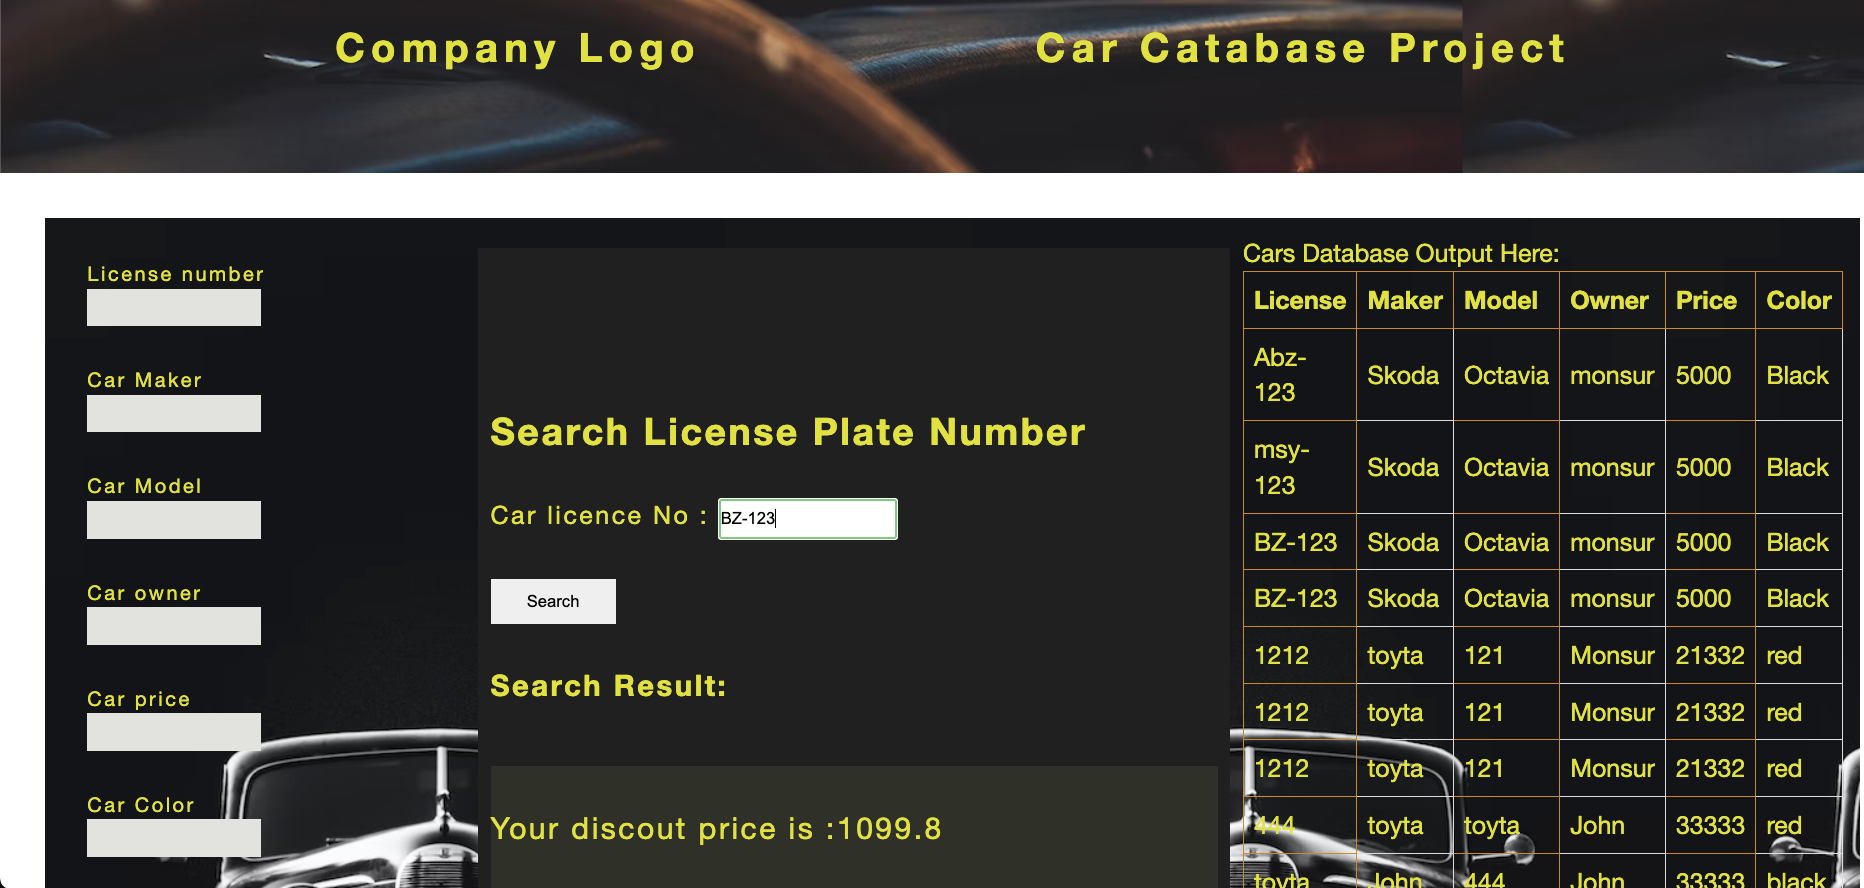 Company Logo
Car Catabase Project
License number
Car Maker
Car Model
Car owner
Car price
Car Color
Search License Plate Number
Car licence No : BZ-123
Search
Search Result:
Your discout price is :1099.8
Cars Database Output Here:
License Maker Model Owner Price Color
Abz-
123 Skoda Octavia monsur 5000 Black
msy-
123 Skoda Octavia monsur 5000 Black
BZ-123 Skoda Octavia monsur 5000 Black
BZ-123 Skoda Octavia monsur 5000 Black
1212 toyta 121 Monsur 21332 red
1212 toyta 121 Monsur 21332 red
1212 toyta 121 Monsur 21332 red
444 toyta toyta John 33333 red
toyta John 444 John 33333 black